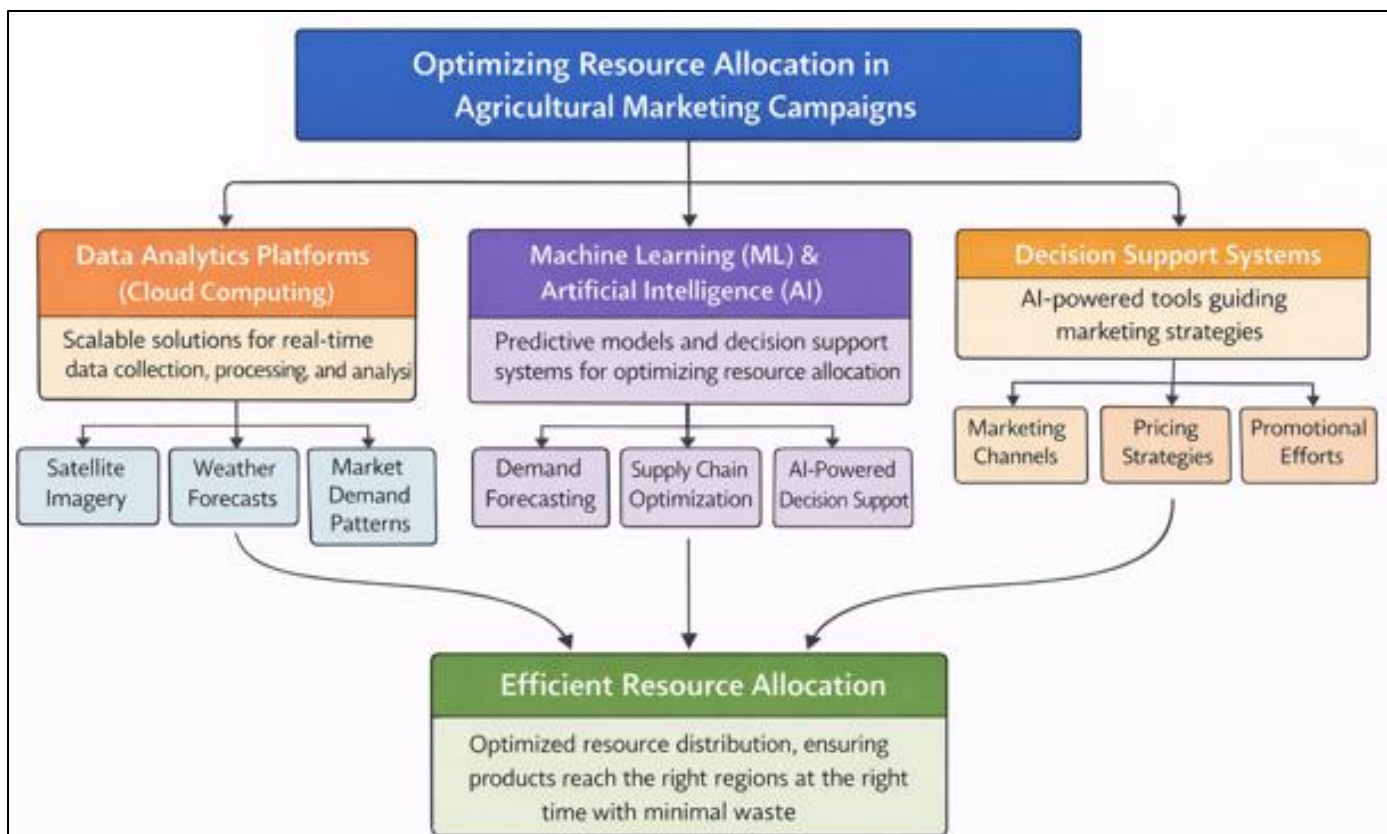 Optimizing Resource Allocation in
Agricultural Marketing Campaigns
Data Analytics Platforms
(Cloud Computing)
Scalable solutions for real-time
data collection, processing, and analysi
Satellite
Imagery
Weather
Forecasts
Market
Demand
Patterns
Machine Learning (ML) &
Artificial Intelligence (AI)
Predictive models and decision support
systems for optimizing resource allocation
Demand
Forecasting
Supply Chain
Optimization
AI-Powered
Decision Suppot
Decision Support Systems
AI-powered tools guiding
marketing strategies
Marketing
Channels
Pricing
Strategies
Promotional
Efforts
Efficient Resource Allocation
Optimized resource distribution, ensuring
products reach the right regions at the right
time with minimal waste